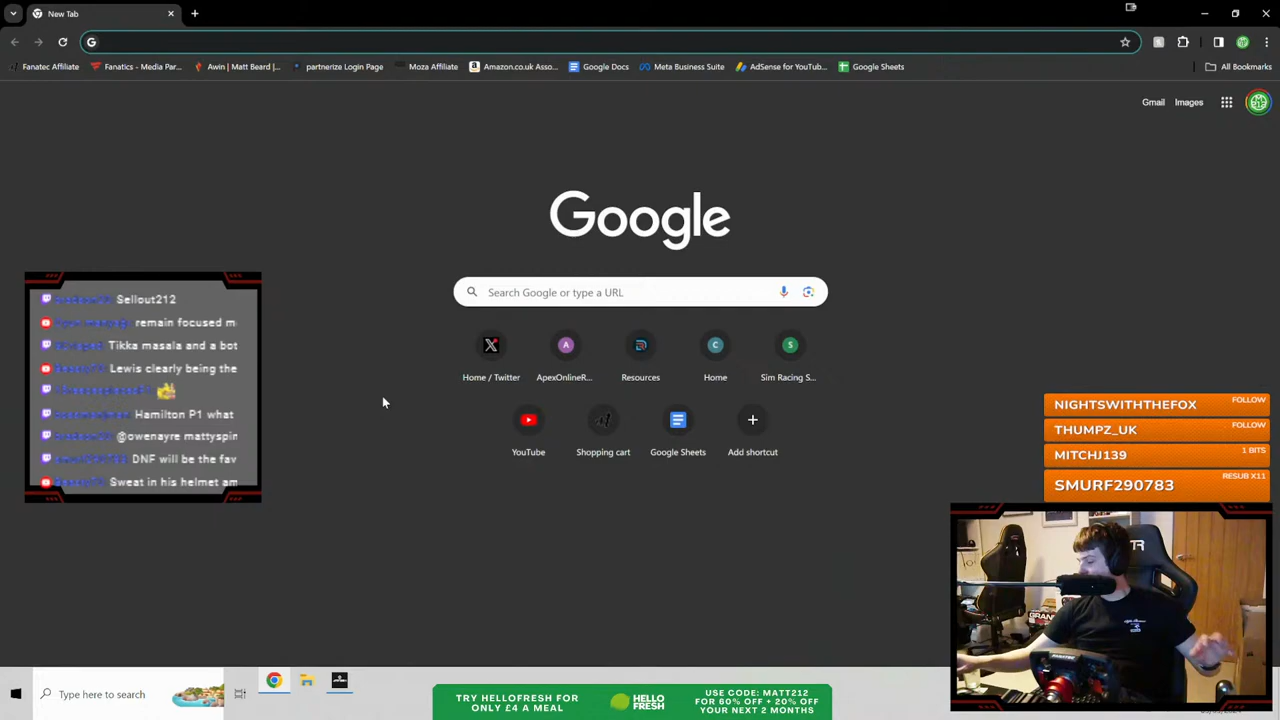 New Tab
Fanatec Affiliate
Fanatics - Media Par...
Awin | Matt Beard |...
partnerize Login Page
Moza Affiliate
Amazon.co.uk Asso...
Google Docs
Meta Business Suite
AdSense for YouTub...
Google Sheets
All Bookmarks
Gmail
Images
Google
Search Google or type a URL
Home / Twitter
ApexOnlineR...
Resources
Home
Sim Racing S...
YouTube
Shopping cart
Google Sheets
Add shortcut
Sellout212
remain focused m
Tikka masala and a bot
Lewis clearly being the
Hamilton P1 what
@owenayre mattyspin
DNF will be the fav
Sweat in his helmet am
NIGHTSWITHTHEFOX FOLLOW
THUMPZ_UK FOLLOW
MITCHJ139 1 BITS
SMURF290783 RESUB X11
TR
FANATEC
Type here to search
TRY HELLOFRESH FOR
ONLY £4 A MEAL
HELLO
FRESH
USE CODE: MATT212
FOR 60% OFF + 20% OFF
YOUR NEXT 2 MONTHS